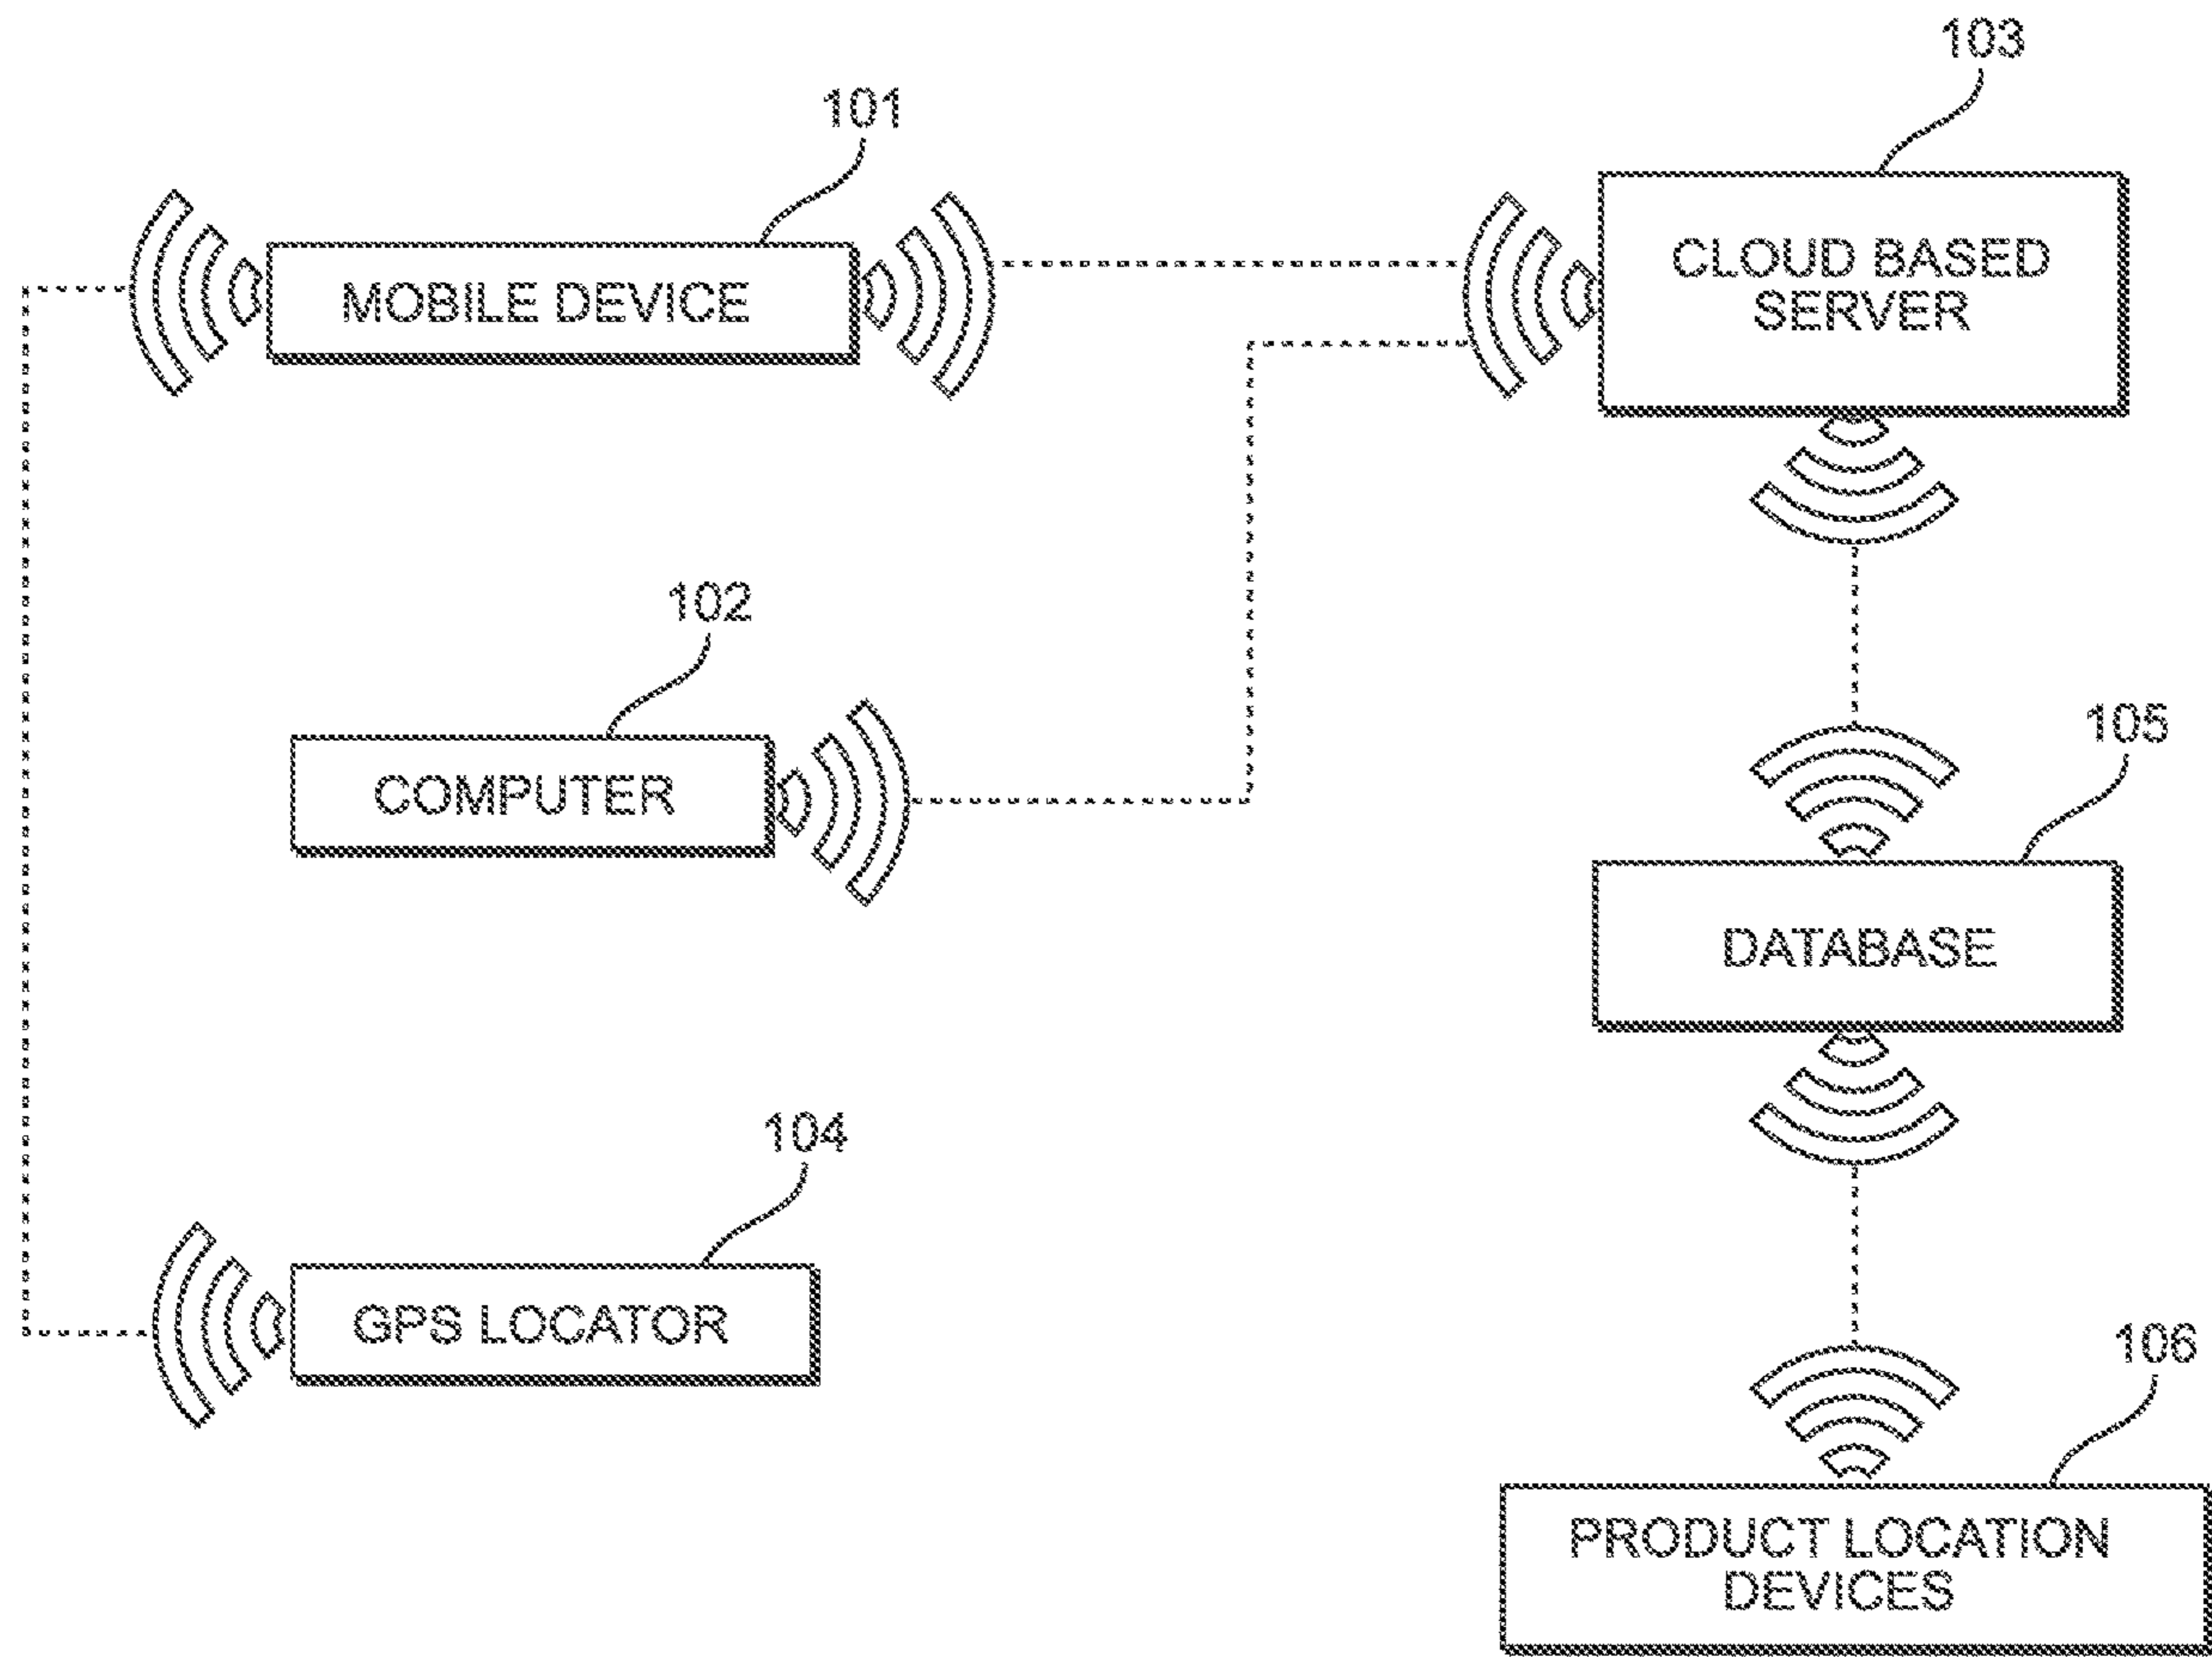 103
101
CLOUD BASED
SERVER
MOBILE DEVICE
102
105
COMPUTER
DATABASE
104
GPS LOCATOR
106
PRODUCT LOCATION
DEVICES